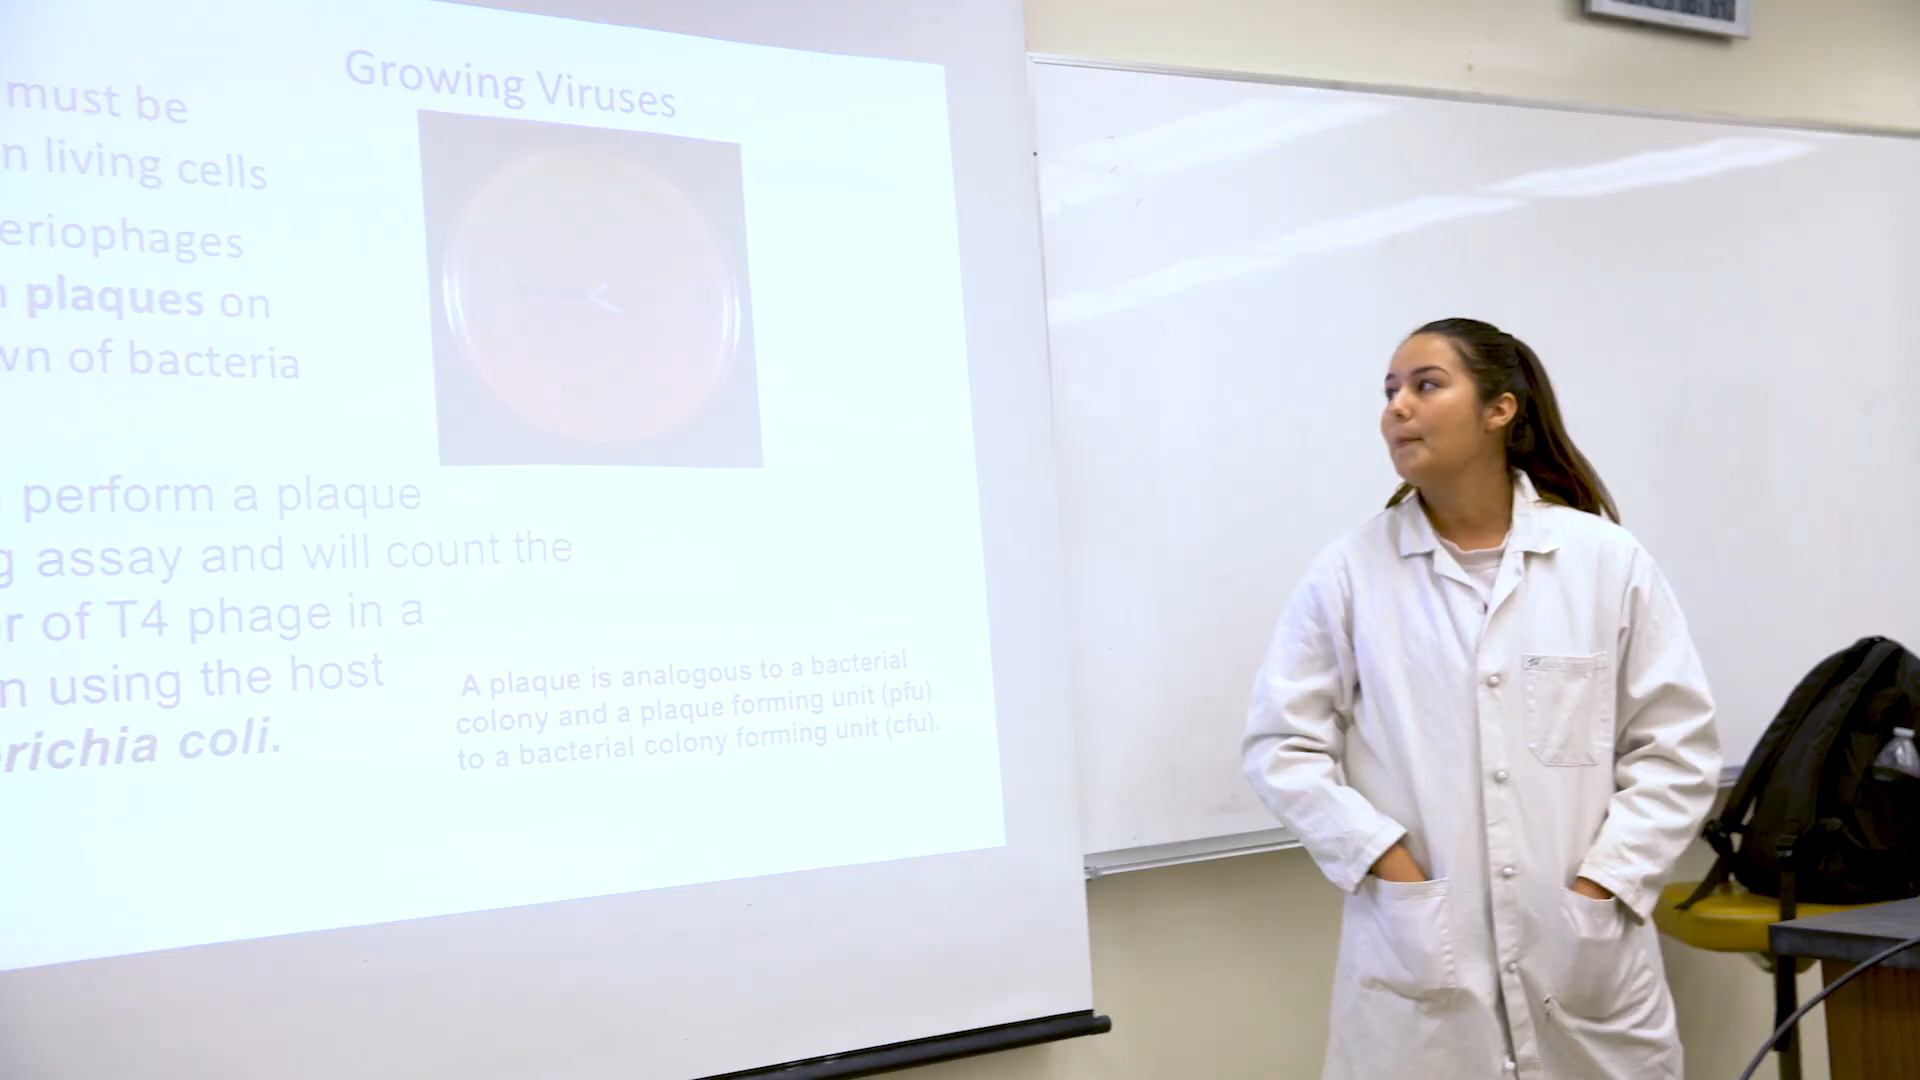 Growing Viruses
must be
living cells
eriophages
plaques on
wn of bacteria
perform a plaque
g assay and will count the
r of T4 phage in a
n using the host
richia coli.
A plaque is analogous to a bacterial
colony and a plaque forming unit (pfu)
to a bacterial colony forming unit (cfu).